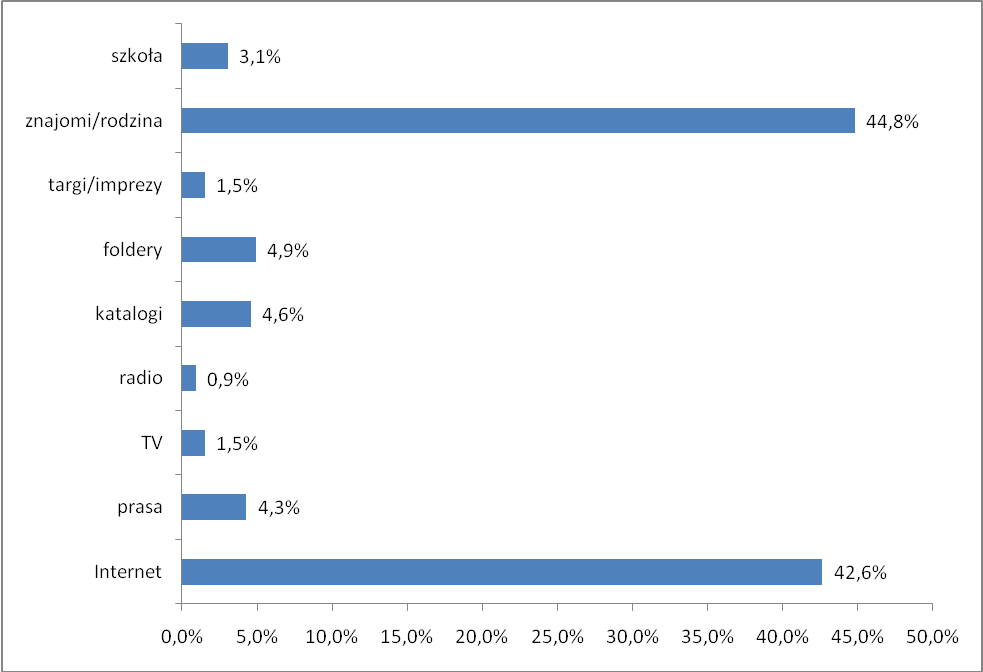 szkoła 3,1%
znajomi/rodzina 44,8%
targi/imprezy 1,5%
foldery 4,9%
katalogi 4,6%
radio 0,9%
TV 1,5%
prasa 4,3%
Internet 42,6%
0,0% 5,0% 10,0% 15,0% 20,0% 25,0% 30,0% 35,0% 40,0% 45,0% 50,0%